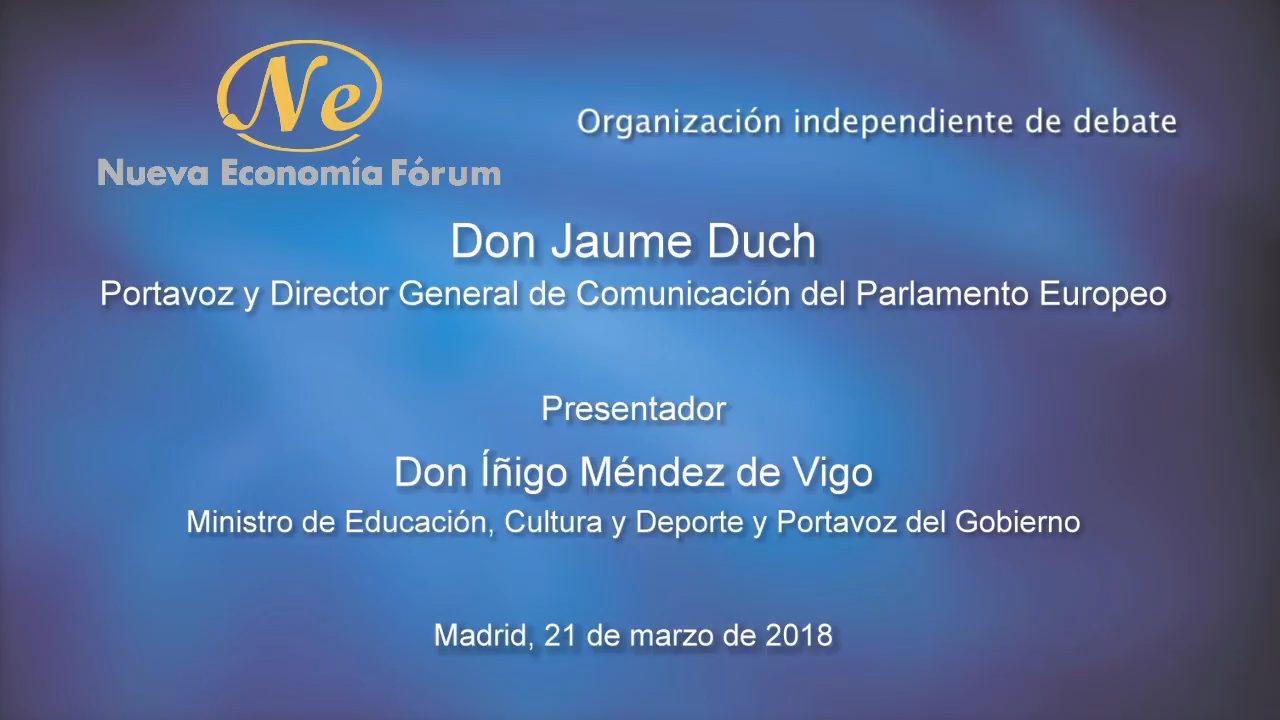 Ne
Nueva Economía Fórum
Organización independiente de debate
Don Jaume Duch
Portavoz y Director General de Comunicación del Parlamento Europeo
Presentador
Don Íñigo Méndez de Vigo
Ministro de Educación, Cultura y Deporte y Portavoz del Gobierno
Madrid, 21 de marzo de 2018